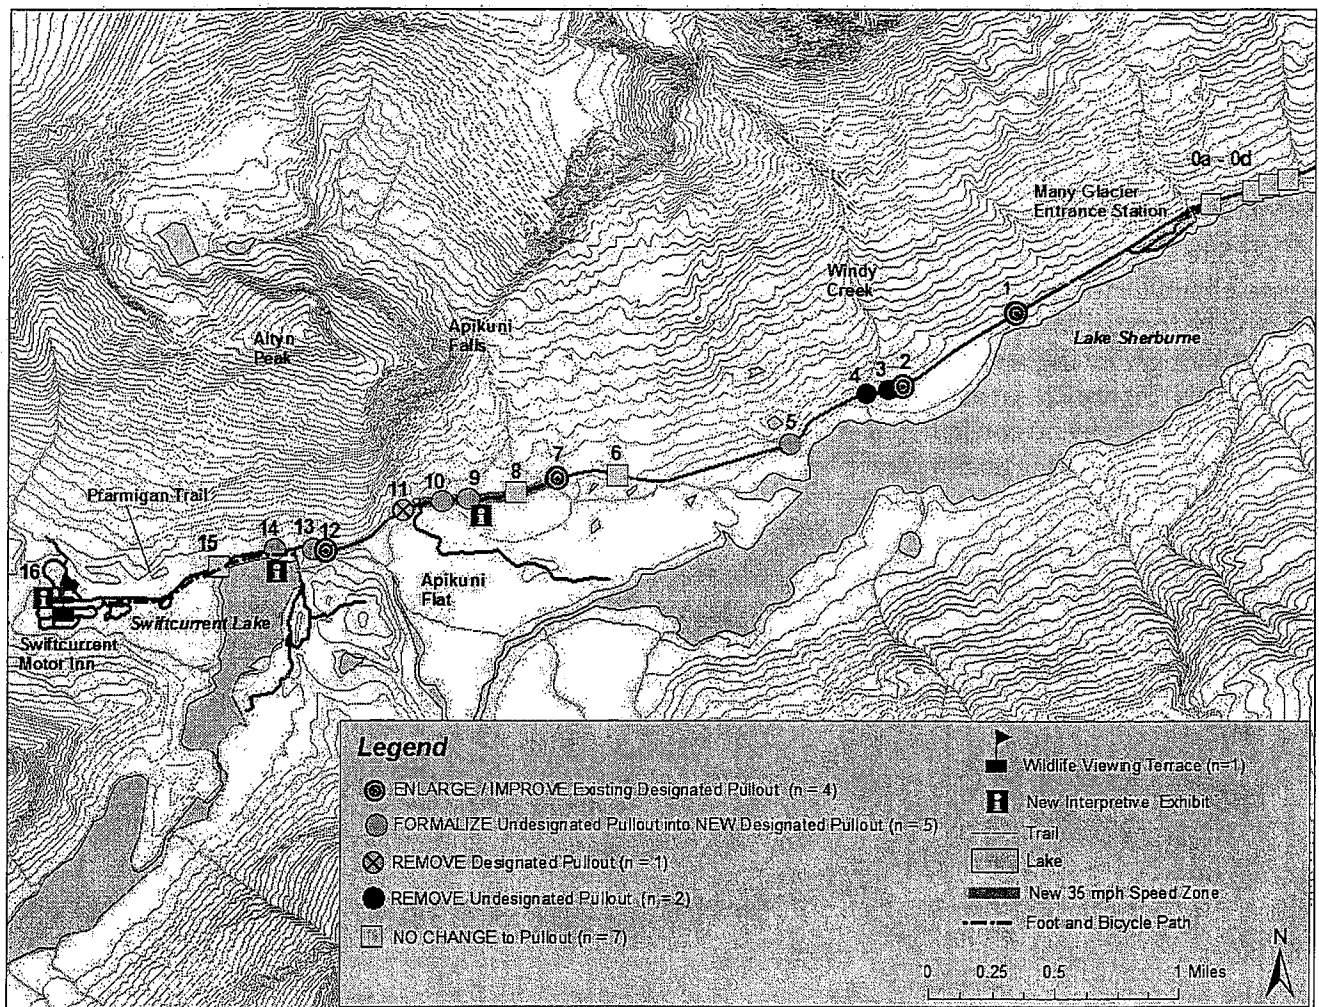 0a - 0d
Many Glacier
Entrance Station
Windy
Creek
1
Lake Sherburne
Altyn
Peak
Apikuni
Falls
2
3
4
5
6
7
8
9
10
11
Ptarmigan Trail
12
13
14
15
16
Apikuni
Flat
Swiftcurrent Lake
Swiftcurrent
Motor Inn
Legend
ENLARGE / IMPROVE Existing Designated Pullout (n = 4)
FORMALIZE Undesignated Pullout into NEW Designated Pullout (n = 5)
REMOVE Designated Pullout (n = 1)
REMOVE Undesignated Pullout (n = 2)
NO CHANGE to Pullout (n = 7)
Wildlife Viewing Terrace (n=1)
New Interpretive Exhibit
Trail
Lake
New 35 mph Speed Zone
Foot and Bicycle Path
N
0 0.25 0.5 1 Miles